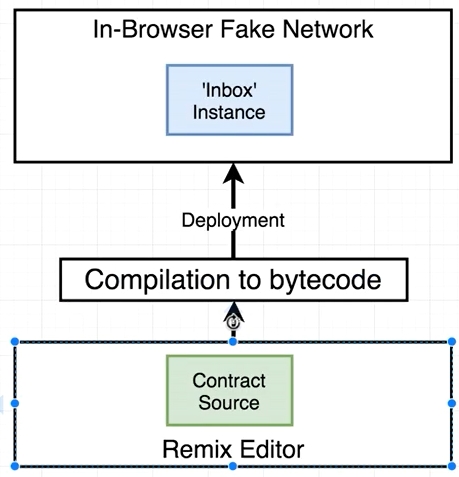 In-Browser Fake Network
'Inbox'
Instance
Deployment
Compilation to bytecode
Contract
Source
Remix Editor